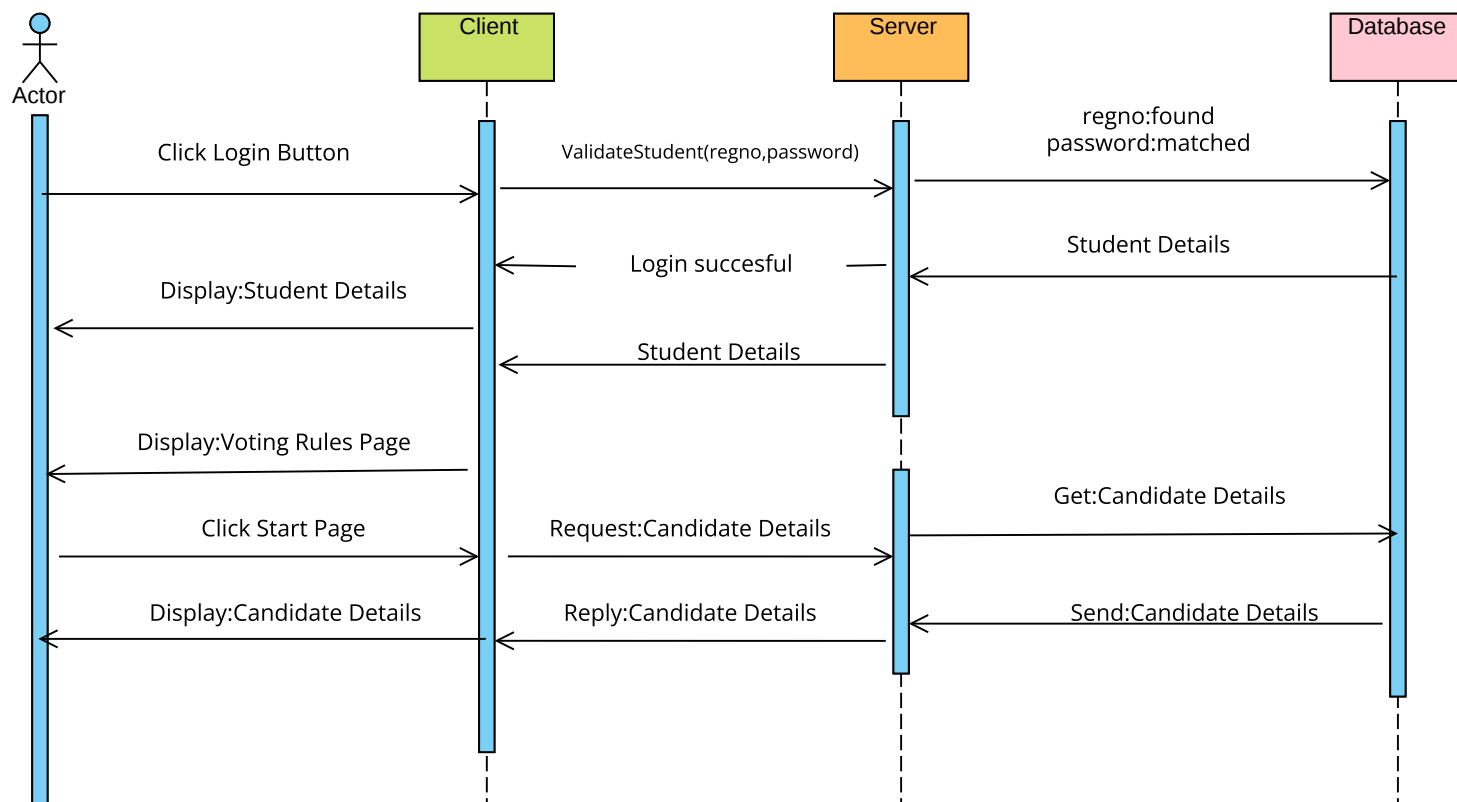 Client
Server
Database
Actor
regno:found
password:matched
Click Login Button
ValidateStudent(regno,password)
Student Details
Login succesful
Display:Student Details
Student Details
Display:Voting Rules Page
Get:Candidate Details
Click Start Page
Request:Candidate Details
Display:Candidate Details
Reply:Candidate Details
Send:Candidate Details